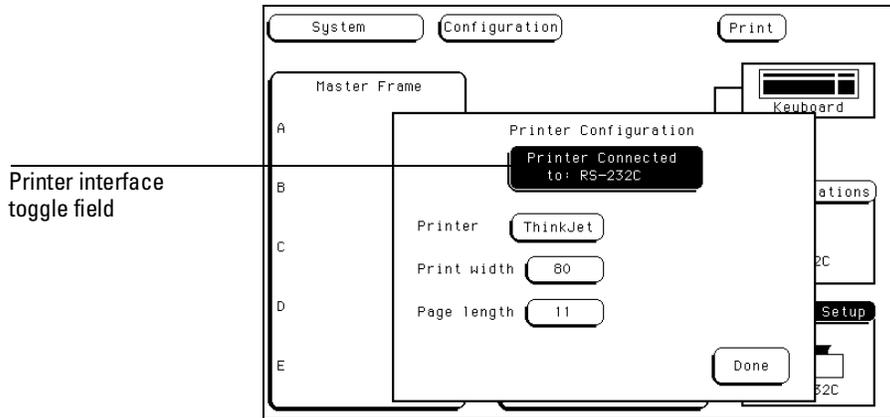 System
Configuration
Print
Master Frame
Keyboard
A
Printer Configuration
Printer Connected
to: RS-232C
Printer interface
toggle field
B
ations
Printer
ThinkJet
C
2C
Print width
80
D
Page length
11
Setup
E
Done
32C